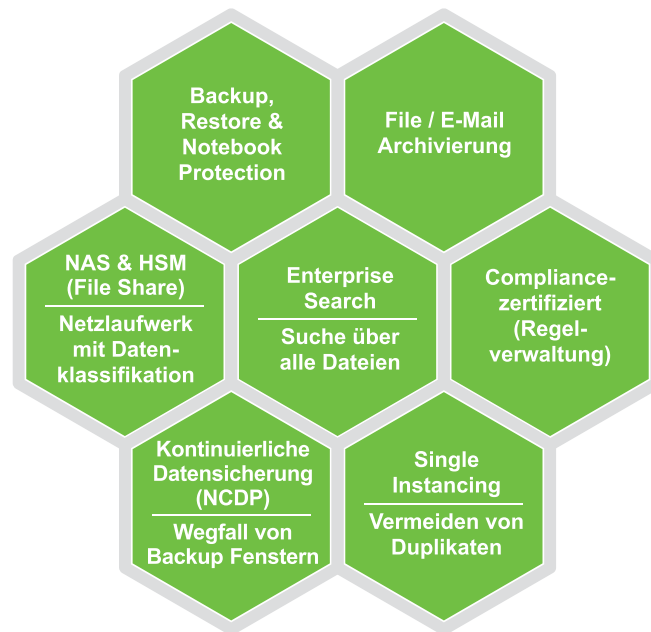 Backup,
Restore &
Notebook
Protection
File / E-Mail
Archivierung
NAS & HSM
(File Share)
Netzlaufwerk
mit Daten-
klassifikation
Enterprise
Search
Suche über
alle Dateien
Compliance-
zertifiziert
(Regel-
verwaltung)
Kontinuierliche
Datensicherung
(NCDP)
Wegfall von
Backup Fenstern
Single
Instancing
Vermeiden von
Duplikaten